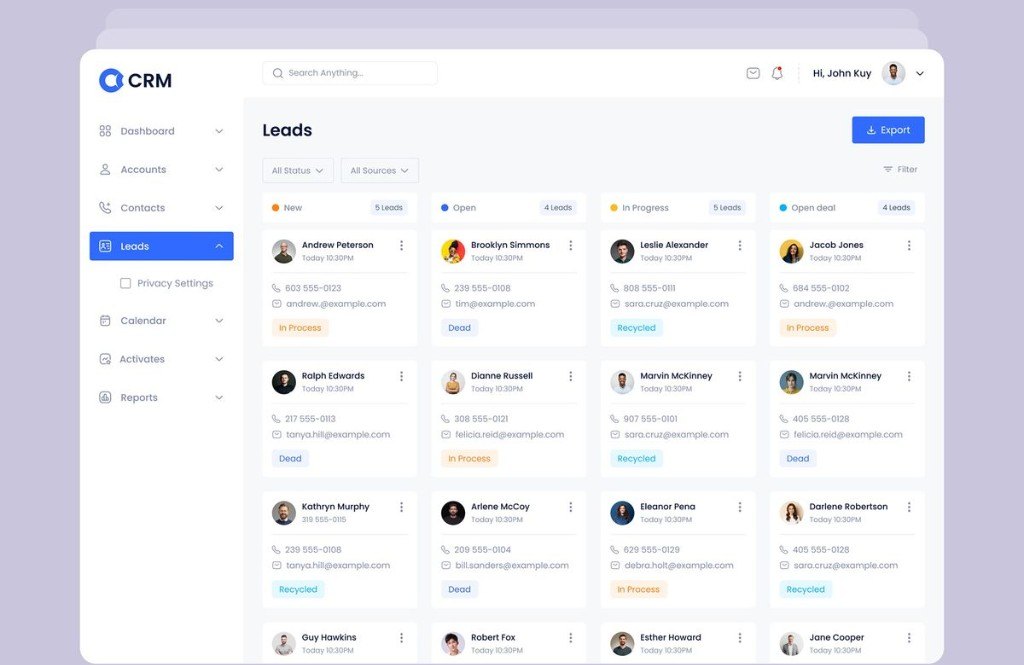 CRM
Search Anything...
Hi, John Kuy
Dashboard
Accounts
Contacts
Leads
Privacy Settings
Calendar
Activates
Reports
Leads
Export
All Status
All Sources
Filter
New
5 Leads
Andrew Peterson
Today 10:30PM
603 555-0123
andrew.@example.com
In Process
Ralph Edwards
Today 10:30PM
217 555-0113
tanya.hill@example.com
Dead
Kathryn Murphy
319 555-0115
239 555-0108
tanya.hill@example.com
Recycled
Guy Hawkins
Today 10:30PM
Open
4 Leads
Brooklyn Simmons
Today 10:30PM
239 555-0108
tim@example.com
Dead
Dianne Russell
Today 10:30PM
308 555-0121
felicia.reid@example.com
In Process
Arlene McCoy
Today 10:30PM
209 555-0104
bill.sanders@example.com
Dead
Robert Fox
Today 10:30PM
In Progress
5 Leads
Leslie Alexander
Today 10:30PM
808 555-0111
sara.cruz@example.com
Recycled
Marvin McKinney
Today 10:30PM
907 555-0101
sara.cruz@example.com
Recycled
Eleanor Pena
Today 10:30PM
629 555-0129
debra.holt@example.com
In Process
Esther Howard
Today 10:30PM
Open deal
4 Leads
Jacob Jones
Today 10:30PM
684 555-0102
andrew.@example.com
In Process
Marvin McKinney
Today 10:30PM
405 555-0128
felicia.reid@example.com
Dead
Darlene Robertson
Today 10:30PM
405 555-0128
sara.cruz@example.com
Recycled
Jane Cooper
Today 10:30PM